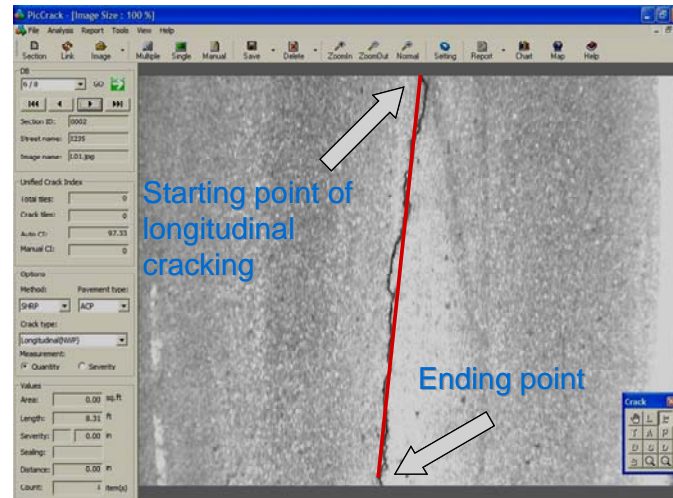 PicCrack - [Image Size : 100 %]
File Analysis Report Tools View Help
Section Link Image Multiple Single Manual Save Delete ZoomIn ZoomOut Normal Setting Report Chart Map Help
DB
6 / 8 GO
Section ID: 0002
Street name: 1235
Image name: LD1.jpg
Unified Crack Index
Total tiles: 0
Crack tiles: 0
Auto CI: 97.33
Manual CI: 0
Options
Method: Pavement type:
SHRP ACP
Crack type:
Longitudinal(NWP)
Measurement:
Quantity Severity
Values
Area: 0.00 sq.ft
Length: 8.31 ft
Severity: 0.00 in
Sealing:
Distance: 0.00 in
Count: Item(s)
Starting point of
longitudinal
cracking
Ending point
Crack